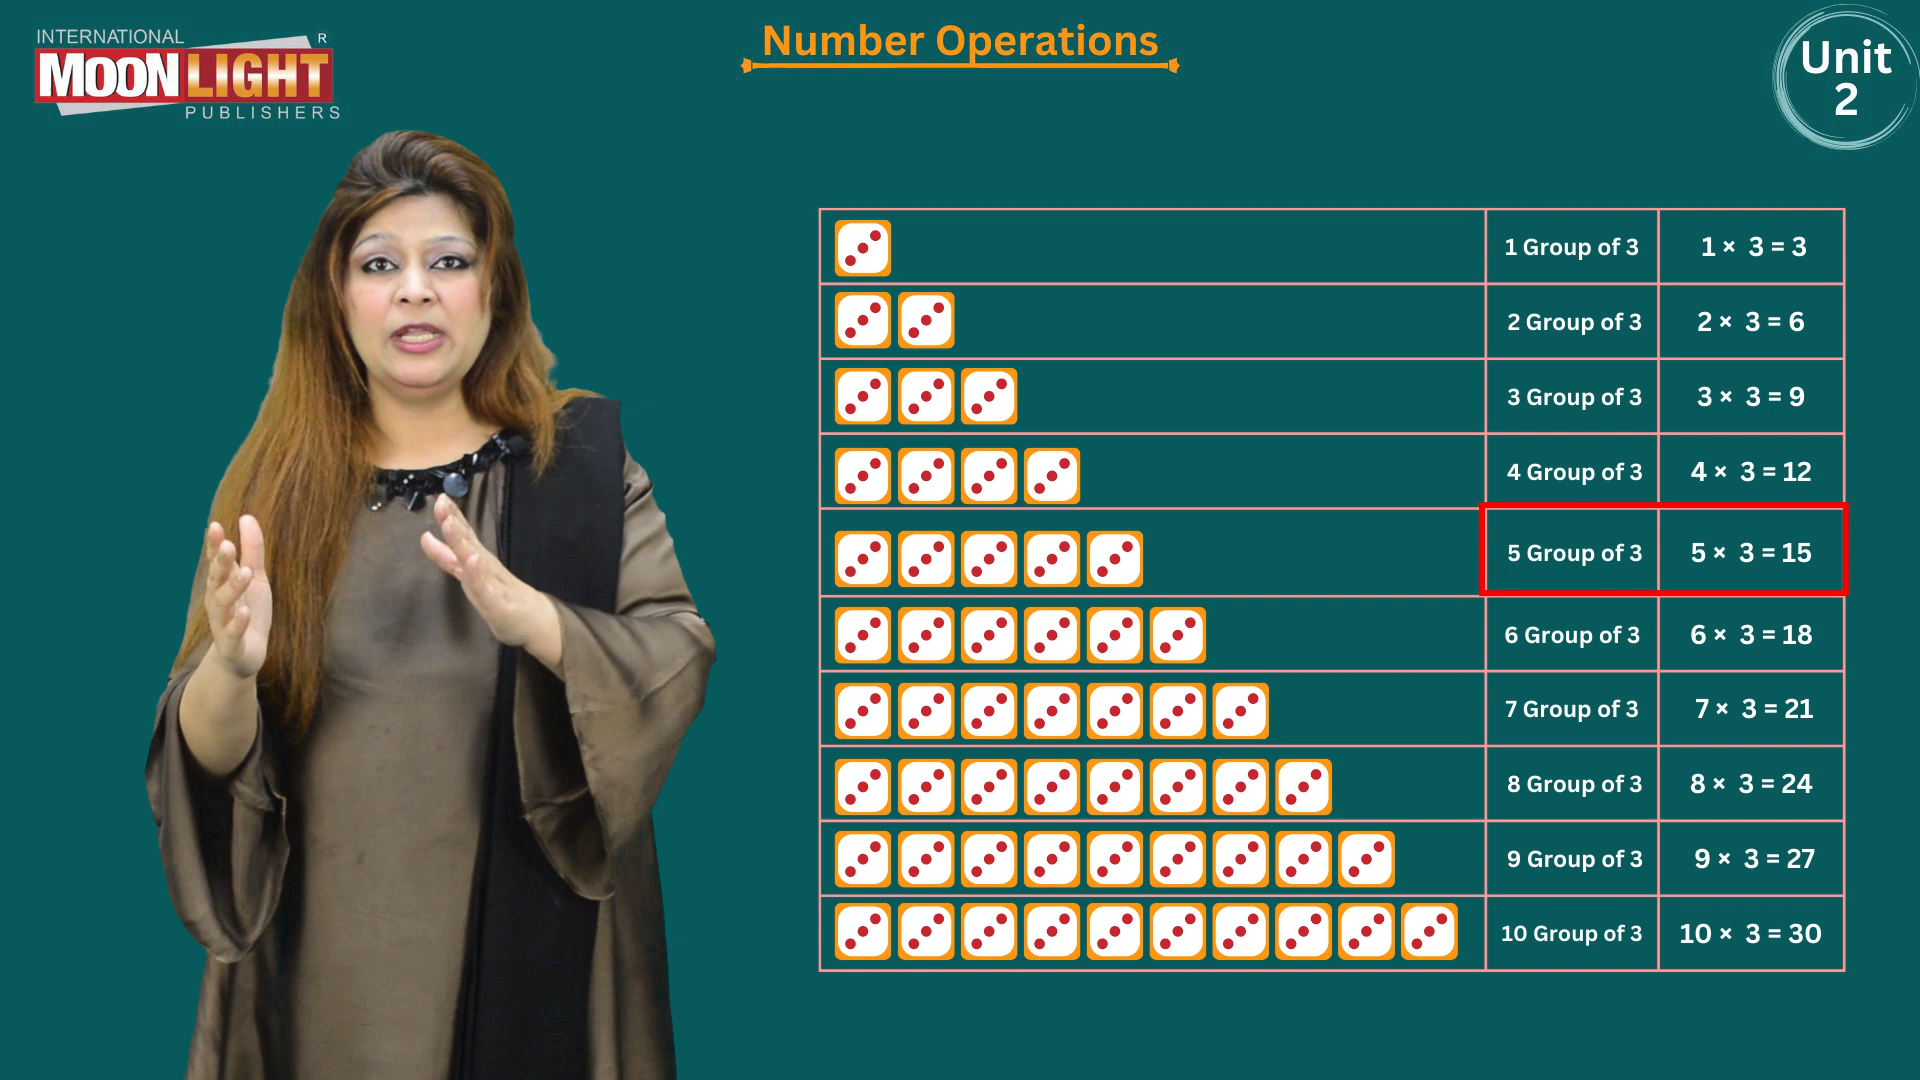 INTERNATIONAL
R
MOON LIGHT
PUBLISHERS
Number Operations
Unit
2
1 Group of 3 1 × 3 = 3
2 Group of 3 2 × 3 = 6
3 Group of 3 3 × 3 = 9
4 Group of 3 4 × 3 = 12
5 Group of 3 5 × 3 = 15
6 Group of 3 6 × 3 = 18
7 Group of 3 7 × 3 = 21
8 Group of 3 8 × 3 = 24
9 Group of 3 9 × 3 = 27
10 Group of 3 10 × 3 = 30